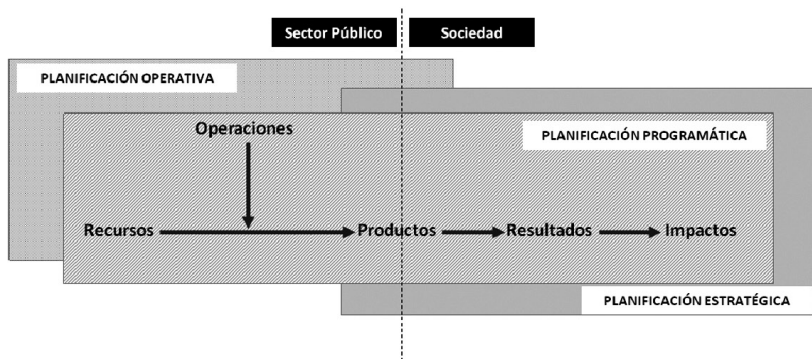 Sector Público
Sociedad
PLANIFICACIÓN OPERATIVA
Operaciones
PLANIFICACIÓN PROGRAMÁTICA
Recursos
Productos
Resultados
Impactos
PLANIFICACIÓN ESTRATÉGICA